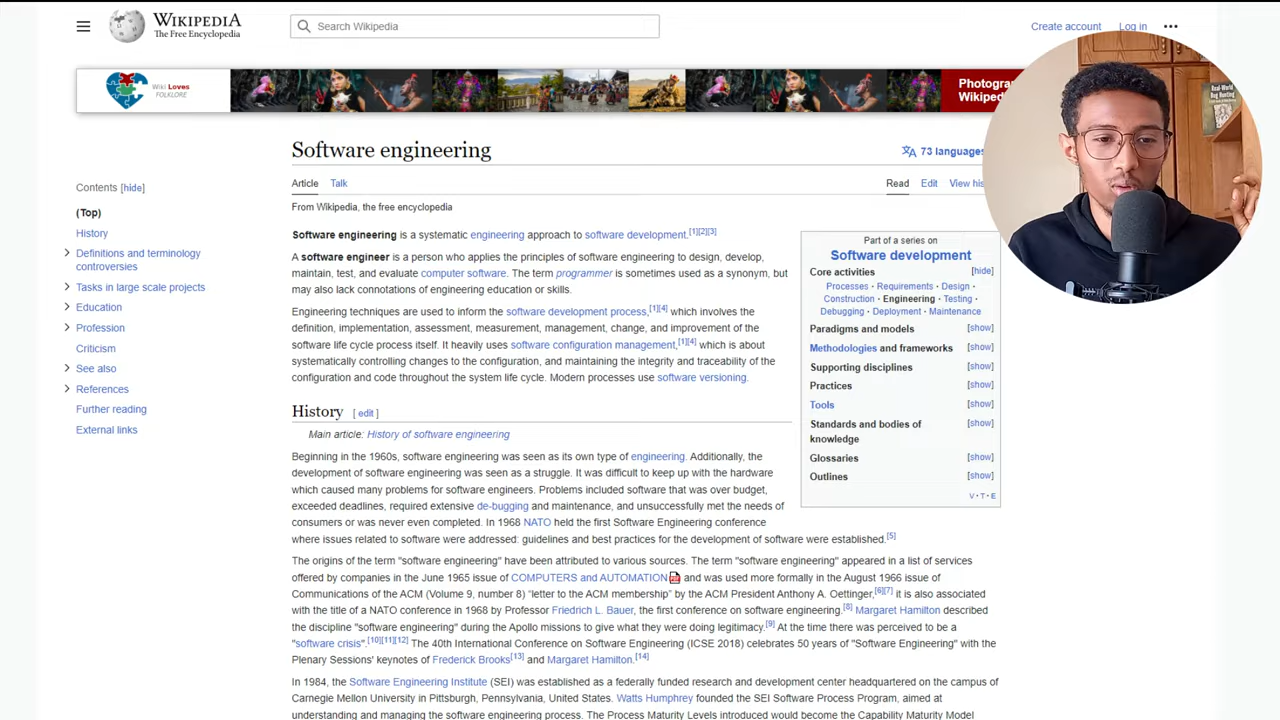 WIKIPEDIA
The Free Encyclopedia
Search Wikipedia
Create account
Log in
Wiki Loves
FOLKLORE
Photogra
Wikiped
Real-World
Bug Hunting
Software engineering
73 languages
Contents [hide]
(Top)
History
Definitions and terminology
controversies
Tasks in large scale projects
Education
Profession
Criticism
See also
References
Further reading
External links
Article Talk
Read Edit View his
From Wikipedia, the free encyclopedia
Software engineering is a systematic engineering approach to software development.[1][2][3]
A software engineer is a person who applies the principles of software engineering to design, develop,
maintain, test, and evaluate computer software. The term programmer is sometimes used as a synonym, but
may also lack connotations of engineering education or skills.
Engineering techniques are used to inform the software development process,[1][4] which involves the
definition, implementation, assessment, measurement, management, change, and improvement of the
software life cycle process itself. It heavily uses software configuration management,[1][4] which is about
systematically controlling changes to the configuration, and maintaining the integrity and traceability of the
configuration and code throughout the system life cycle. Modern processes use software versioning.
Part of a series on
Software development
Core activities [hide]
Processes · Requirements · Design ·
Construction · Engineering · Testing ·
Debugging · Deployment · Maintenance
Paradigms and models [show]
Methodologies and frameworks [show]
Supporting disciplines [show]
Practices [show]
Tools [show]
Standards and bodies of
knowledge [show]
Glossaries [show]
Outlines [show]
V · T · E
History [ edit ]
Main article: History of software engineering
Beginning in the 1960s, software engineering was seen as its own type of engineering. Additionally, the
development of software engineering was seen as a struggle. It was difficult to keep up with the hardware
which caused many problems for software engineers. Problems included software that was over budget,
exceeded deadlines, required extensive de-bugging and maintenance, and unsuccessfully met the needs of
consumers or was never even completed. In 1968 NATO held the first Software Engineering conference
where issues related to software were addressed: guidelines and best practices for the development of software were established.[5]
The origins of the term "software engineering" have been attributed to various sources. The term "software engineering" appeared in a list of services
offered by companies in the June 1965 issue of COMPUTERS and AUTOMATION and was used more formally in the August 1966 issue of
Communications of the ACM (Volume 9, number 8) "letter to the ACM membership" by the ACM President Anthony A. Oettinger,[6][7] it is also associated
with the title of a NATO conference in 1968 by Professor Friedrich L. Bauer, the first conference on software engineering.[8] Margaret Hamilton described
the discipline "software engineering" during the Apollo missions to give what they were doing legitimacy.[9] At the time there was perceived to be a
"software crisis".[10][11][12] The 40th International Conference on Software Engineering (ICSE 2018) celebrates 50 years of "Software Engineering" with the
Plenary Sessions' keynotes of Frederick Brooks[13] and Margaret Hamilton.[14]
In 1984, the Software Engineering Institute (SEI) was established as a federally funded research and development center headquartered on the campus of
Carnegie Mellon University in Pittsburgh, Pennsylvania, United States. Watts Humphrey founded the SEI Software Process Program, aimed at
understanding and managing the software engineering process. The Process Maturity Levels introduced would become the Capability Maturity Model